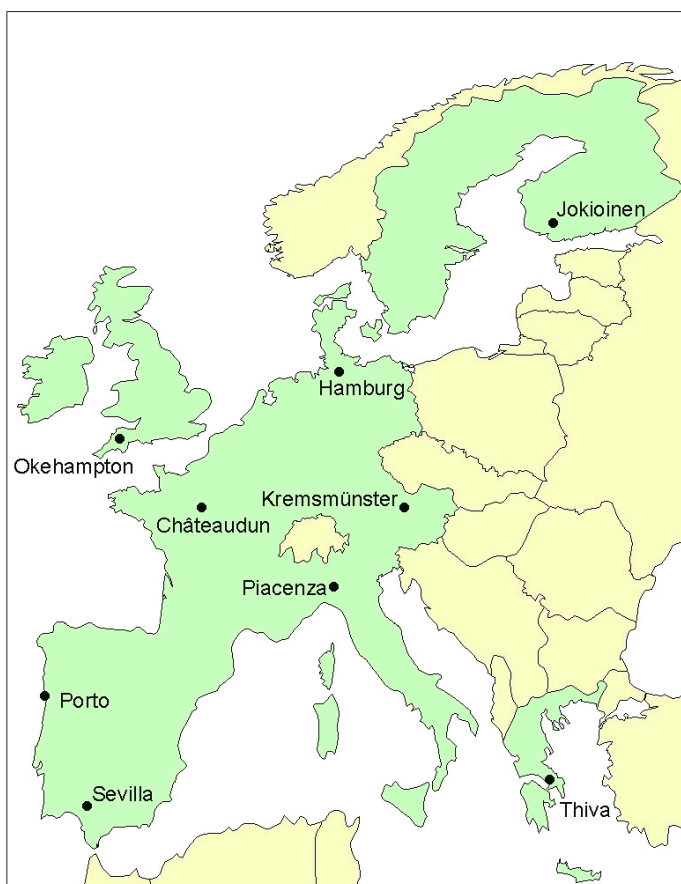 Jokioinen
Hamburg
Okehampton
Kremsmünster
Châteaudun
Piacenza
Porto
Sevilla
Thiva